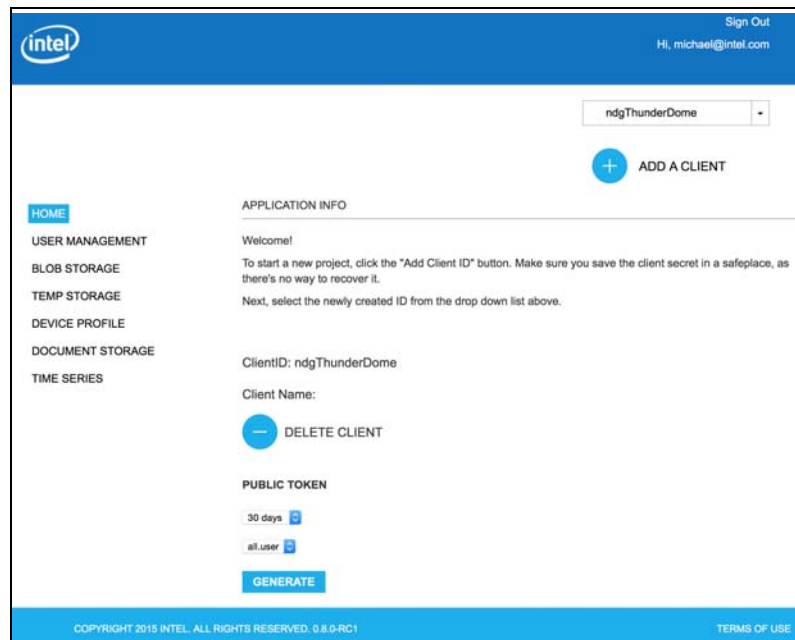 intel
Sign Out
Hi, michael@intel.com
ndgThunderDome
ADD A CLIENT
HOME
USER MANAGEMENT
BLOB STORAGE
TEMP STORAGE
DEVICE PROFILE
DOCUMENT STORAGE
TIME SERIES
APPLICATION INFO
Welcome!
To start a new project, click the "Add Client ID" button. Make sure you save the client secret in a safeplace, as
there's no way to recover it.
Next, select the newly created ID from the drop down list above.
ClientID: ndgThunderDome
Client Name:
DELETE CLIENT
PUBLIC TOKEN
30 days
all.user
GENERATE
COPYRIGHT 2015 INTEL. ALL RIGHTS RESERVED. 0.8.0-RC1
TERMS OF USE